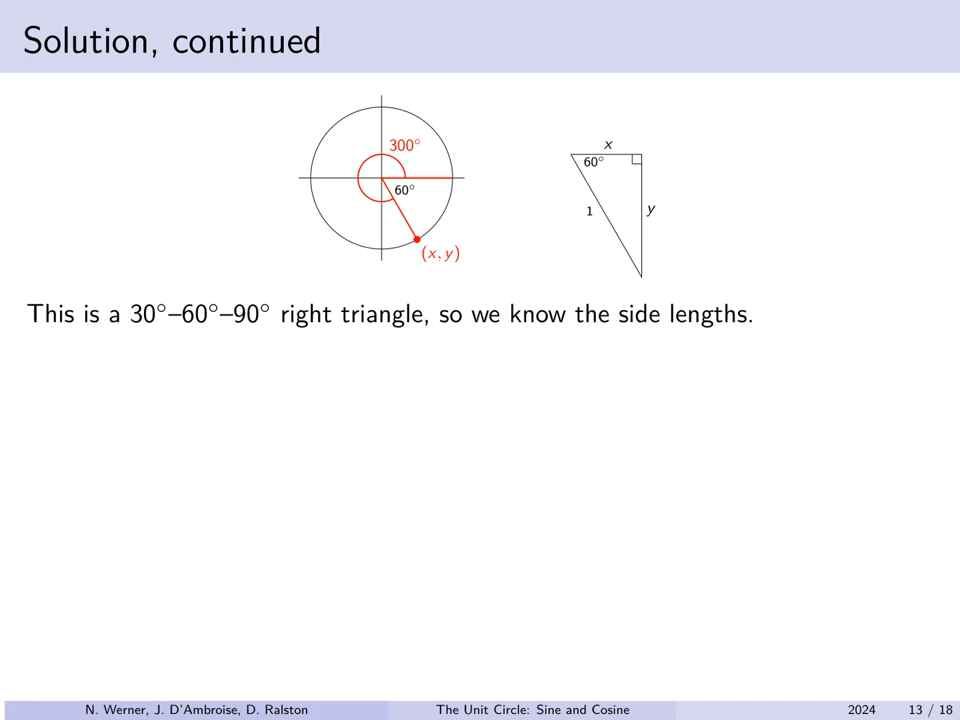 Solution, continued
300°
60°
(x, y)
x
60°
1
y
This is a 30°–60°–90° right triangle, so we know the side lengths.
N. Werner, J. D'Ambroise, D. Ralston
The Unit Circle: Sine and Cosine
2024
13 / 18